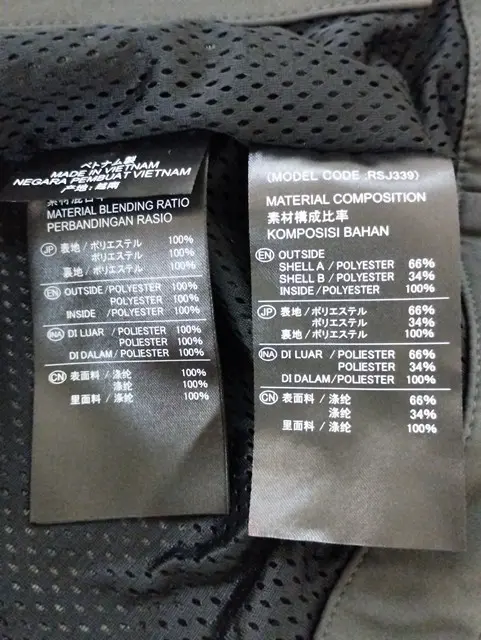 ベトナム製
MADE IN VIETNAM
NEGARA PEMBUAT VIETNAM
产地: 越南
MATERIAL BLENDING RATIO
PERBANDINGAN RASIO
JP 表地 / ポリエステル 100%
ポリエステル 100%
裏地 / ポリエステル 100%
EN OUTSIDE/POLYESTER 100%
POLYESTER 100%
INSIDE /POLYESTER 100%
INA DI LUAR / POLIESTER 100%
POLIESTER 100%
DI DALAM/POLIESTER 100%
CN 表面料 / 涤纶 100%
涤纶 100%
里面料 / 涤纶 100%
(MODEL CODE :RSJ339)
MATERIAL COMPOSITION
素材構成比率
KOMPOSISI BAHAN
EN OUTSIDE
SHELL A / POLYESTER 66%
SHELL B / POLYESTER 34%
INSIDE / POLYESTER 100%
JP 表地 / ポリエステル 66%
ポリエステル 34%
裏地 / ポリエステル 100%
INA DI LUAR / POLIESTER 66%
POLIESTER 34%
DI DALAM/POLIESTER 100%
CN 表面料 / 涤纶 66%
涤纶 34%
里面料 / 涤纶 100%